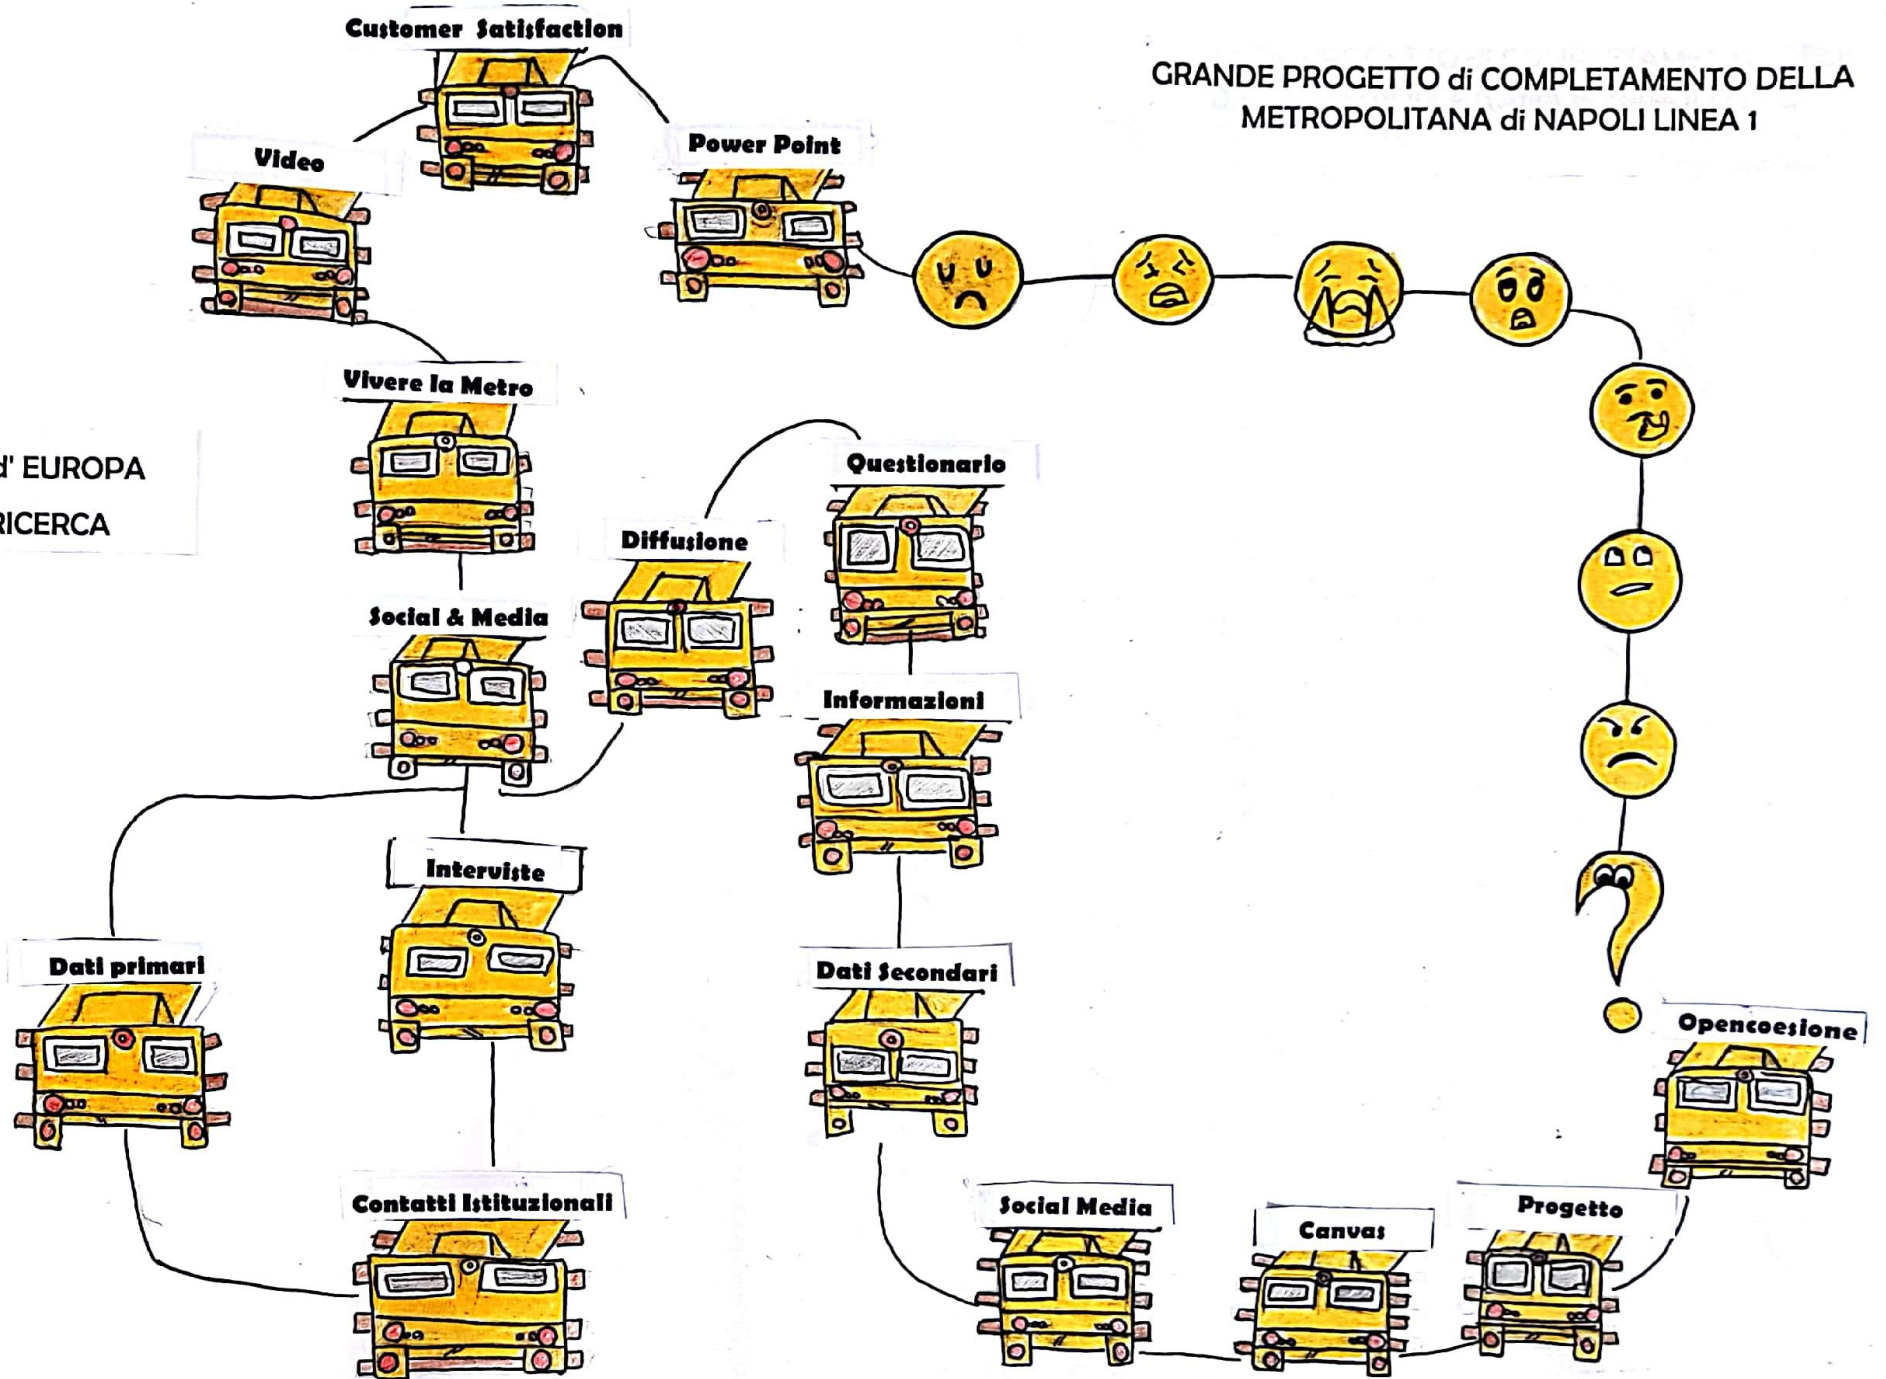 Customer Satisfaction
GRANDE PROGETTO di COMPLETAMENTO DELLA
METROPOLITANA di NAPOLI LINEA 1
Video
Power Point
Vivere la Metro
d' EUROPA
RICERCA
Questionario
Diffusione
Social & Media
Informazioni
Interviste
Dati primari
Dati Secondari
Opencoesione
Contatti Istituzionali
Social Media
Canvas
Progetto